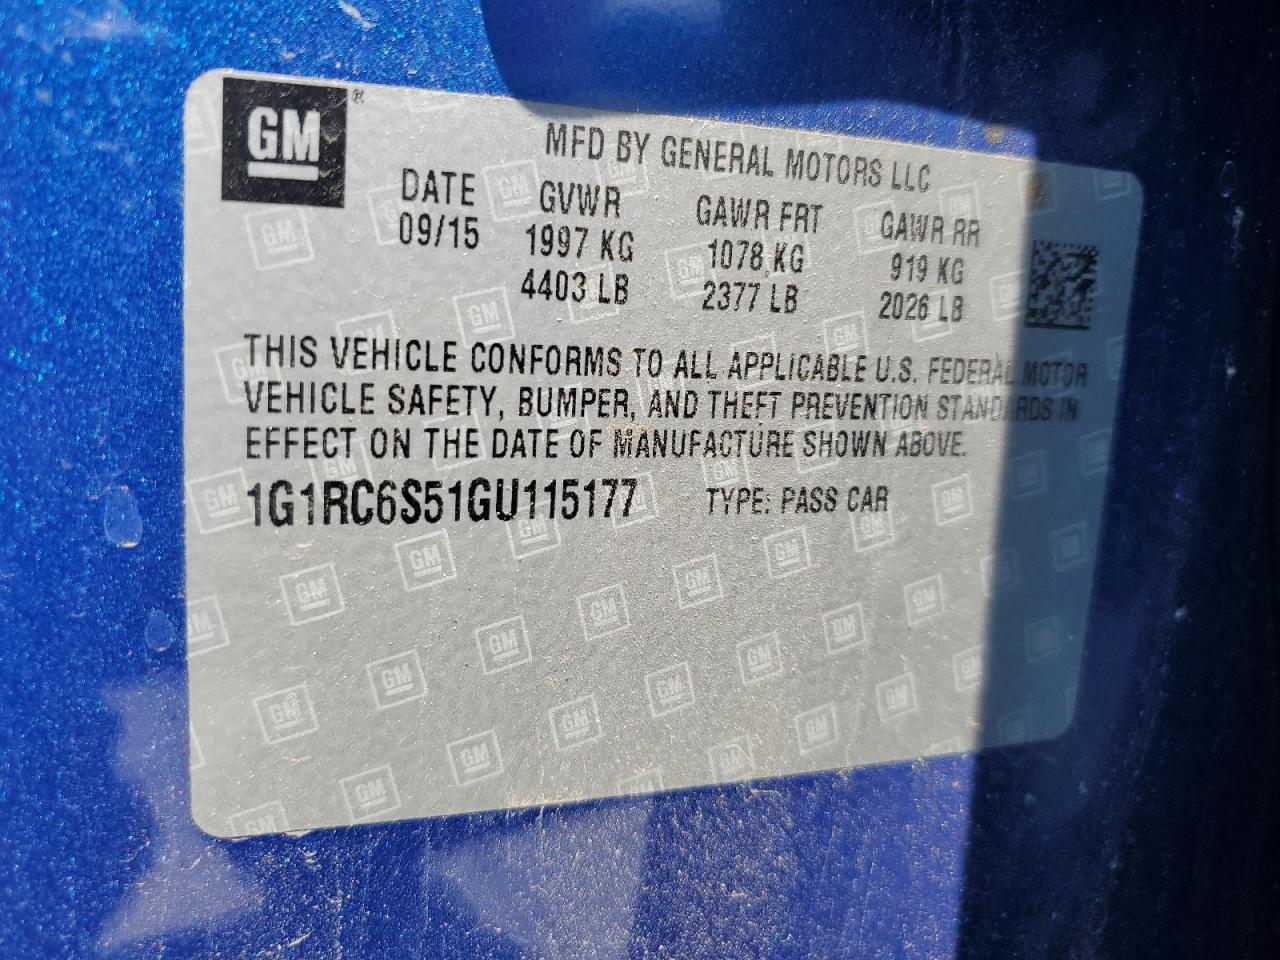 GM®
MFD BY GENERAL MOTORS LLC
DATE GVWR GAWR FRT GAWR RR
09/15 1997 KG 1078 KG 919 KG
4403 LB 2377 LB 2026 LB
THIS VEHICLE CONFORMS TO ALL APPLICABLE U.S. FEDERAL MOTOR
VEHICLE SAFETY, BUMPER, AND THEFT PREVENTION STANDARDS IN
EFFECT ON THE DATE OF MANUFACTURE SHOWN ABOVE.
1G1RC6S51GU115177 TYPE: PASS CAR